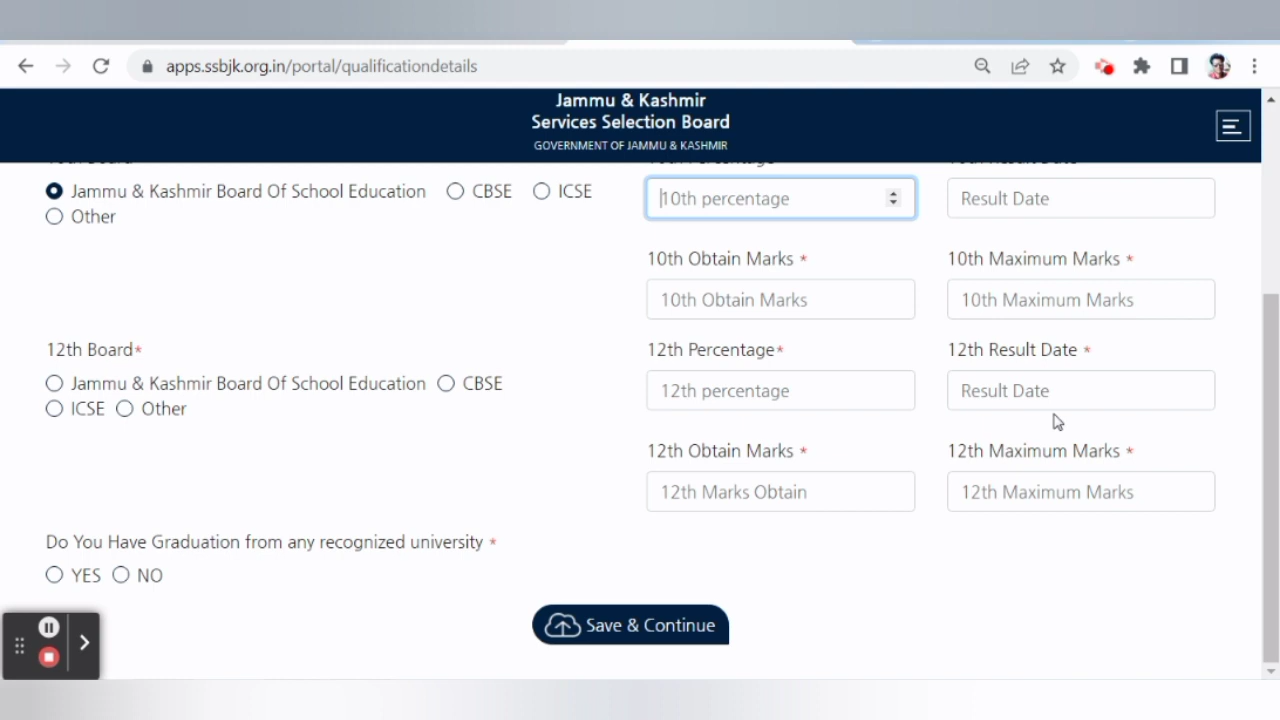 apps.ssbjk.org.in/portal/qualificationdetails
Jammu & Kashmir
Services Selection Board
GOVERNMENT OF JAMMU & KASHMIR
Jammu & Kashmir Board Of School Education CBSE ICSE
Other
10th percentage
Result Date
10th Obtain Marks *
10th Maximum Marks *
10th Obtain Marks
10th Maximum Marks
12th Board*
12th Percentage*
12th Result Date *
Jammu & Kashmir Board Of School Education CBSE
ICSE Other
12th percentage
Result Date
12th Obtain Marks *
12th Maximum Marks *
12th Marks Obtain
12th Maximum Marks
Do You Have Graduation from any recognized university *
YES NO
Save & Continue